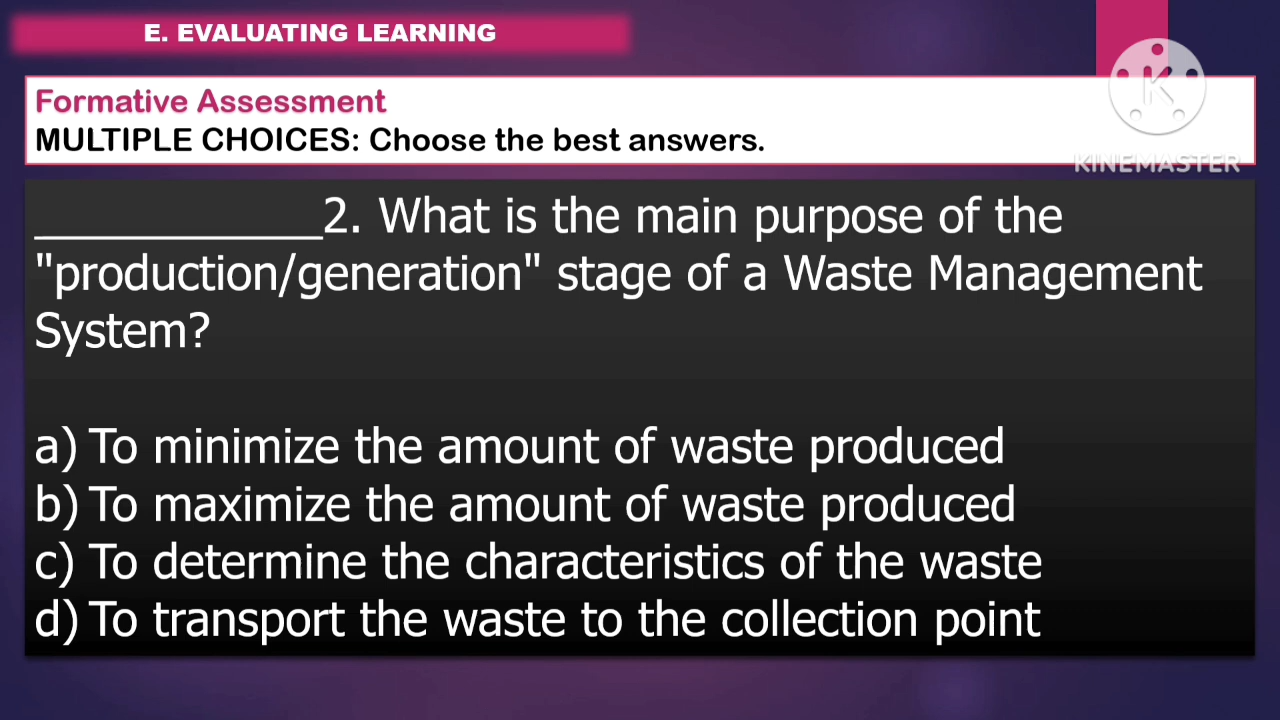 E. EVALUATING LEARNING
Formative Assessment
MULTIPLE CHOICES: Choose the best answers.
K
KINEMASTER
____________2. What is the main purpose of the
"production/generation" stage of a Waste Management
System?
a) To minimize the amount of waste produced
b) To maximize the amount of waste produced
c) To determine the characteristics of the waste
d) To transport the waste to the collection point